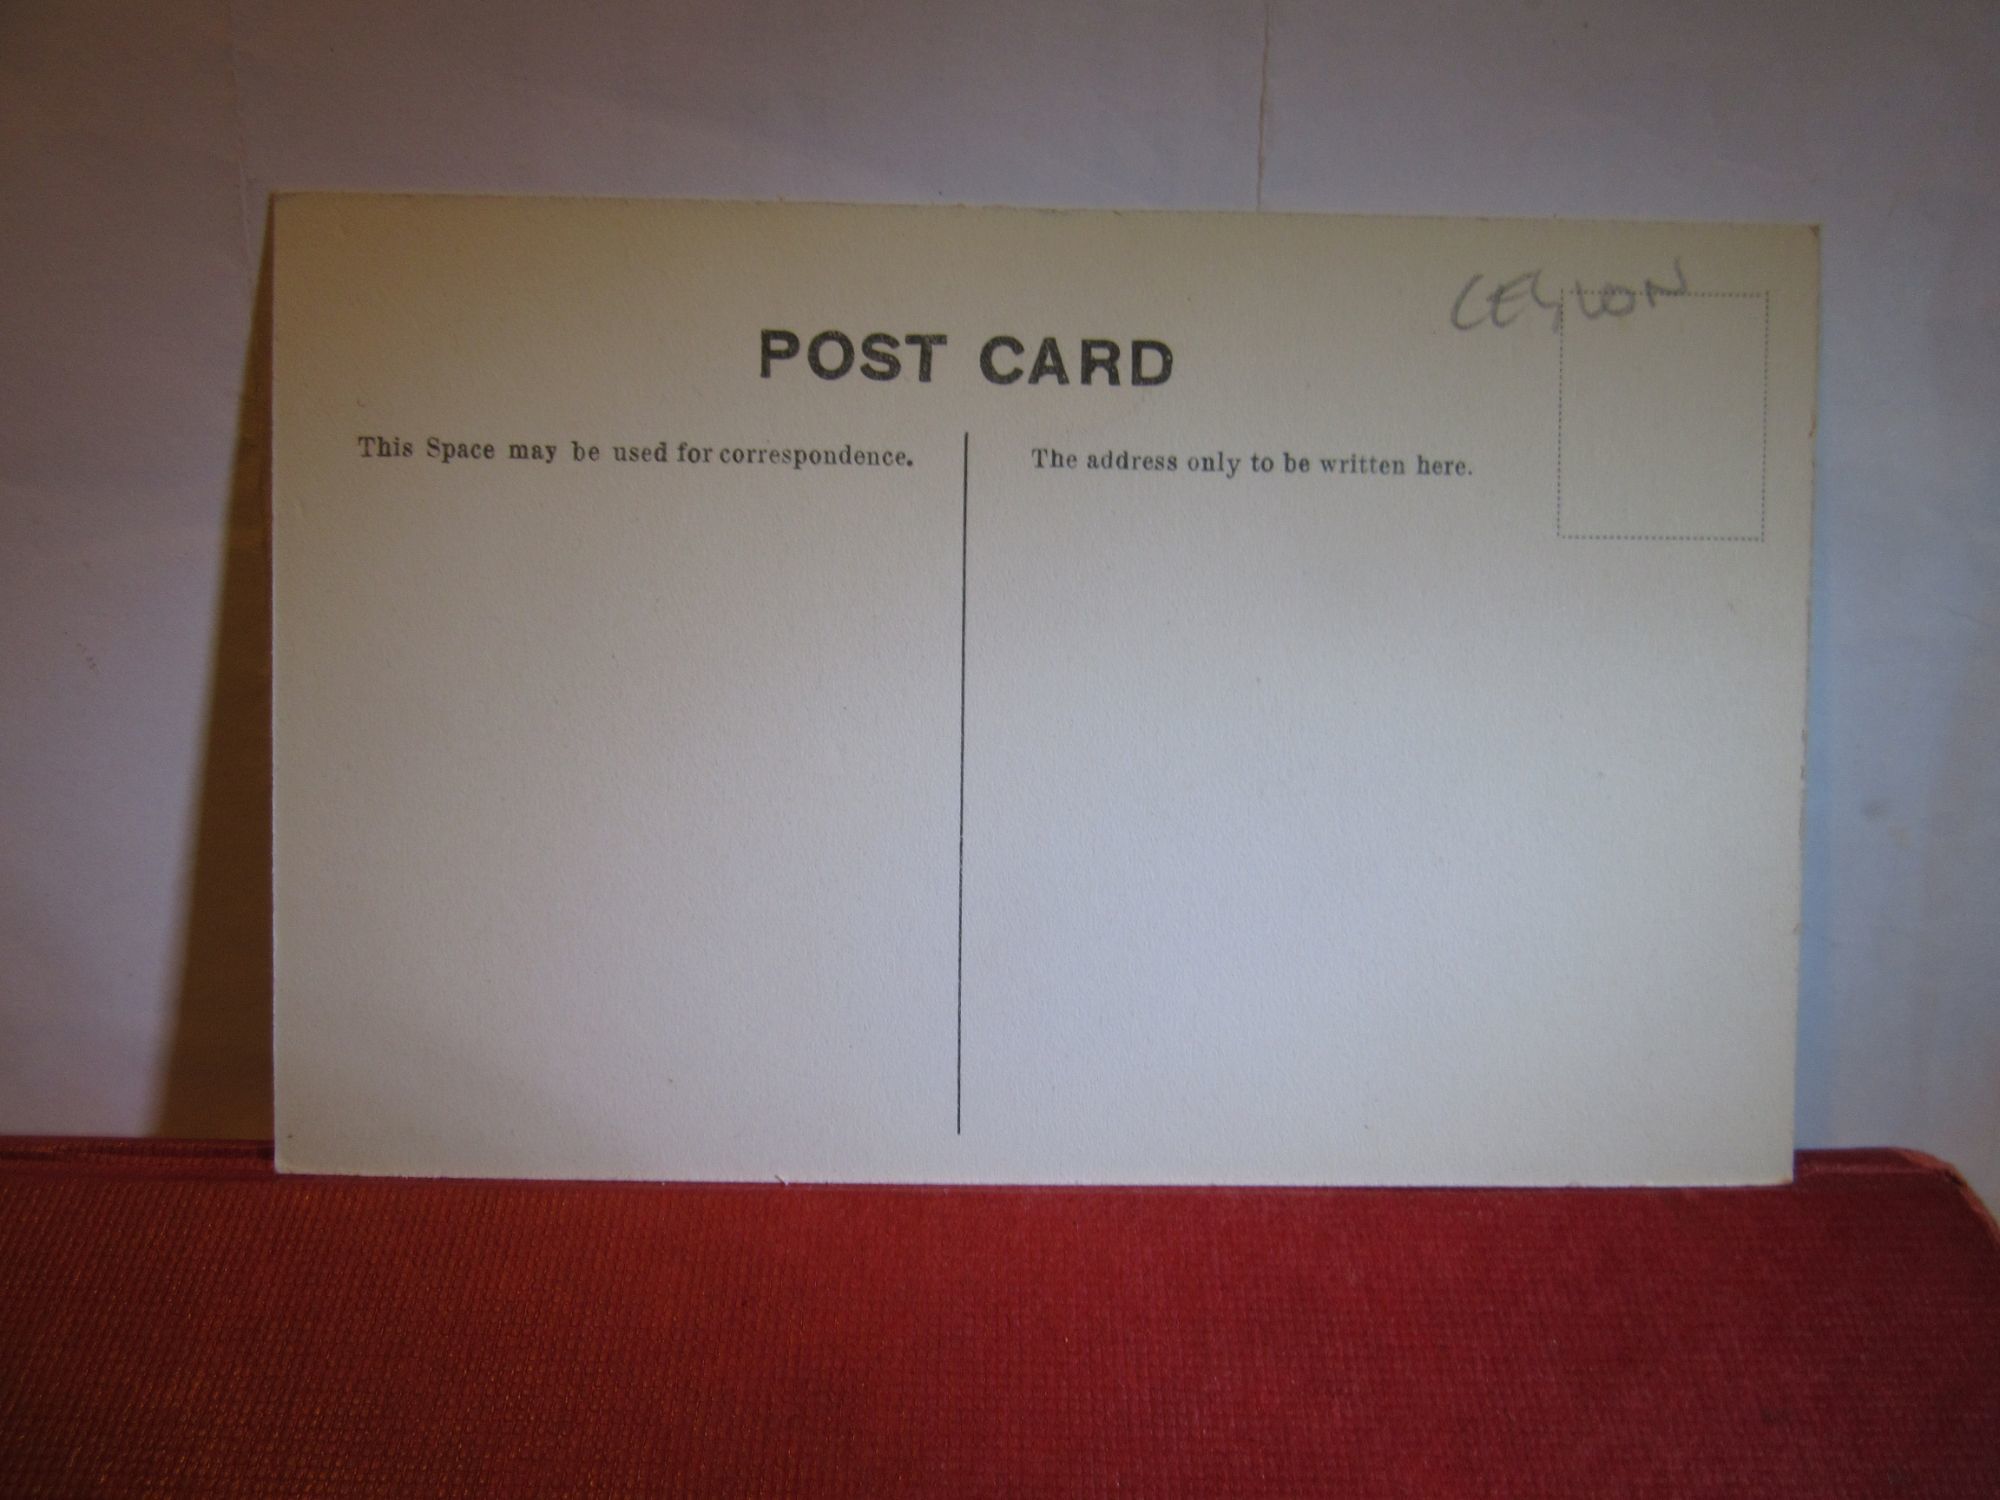 CEYLON
POST CARD
This Space may be used for correspondence.
The address only to be written here.